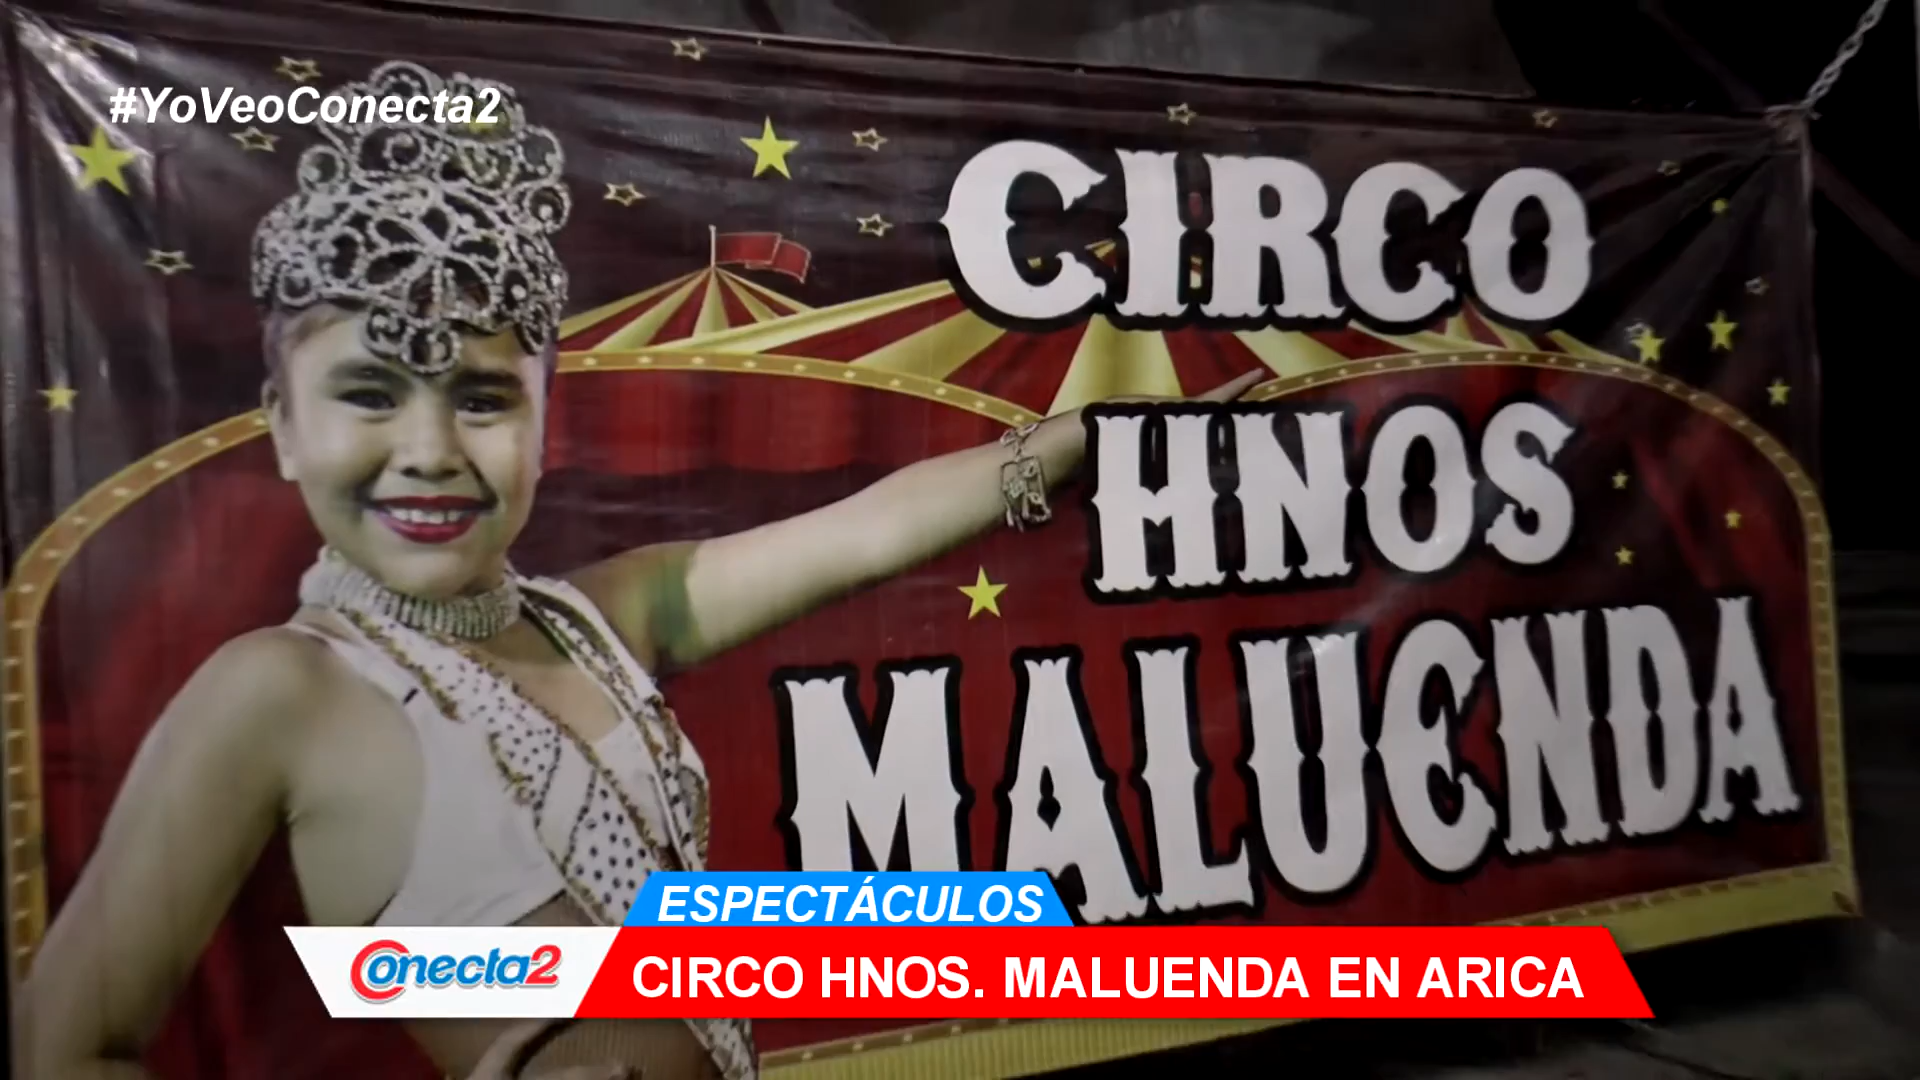 #YoVeoConecta2
CIRCO
HNOS
MALUENDA
ESPECTÁCULOS
Conecta2
CIRCO HNOS. MALUENDA EN ARICA